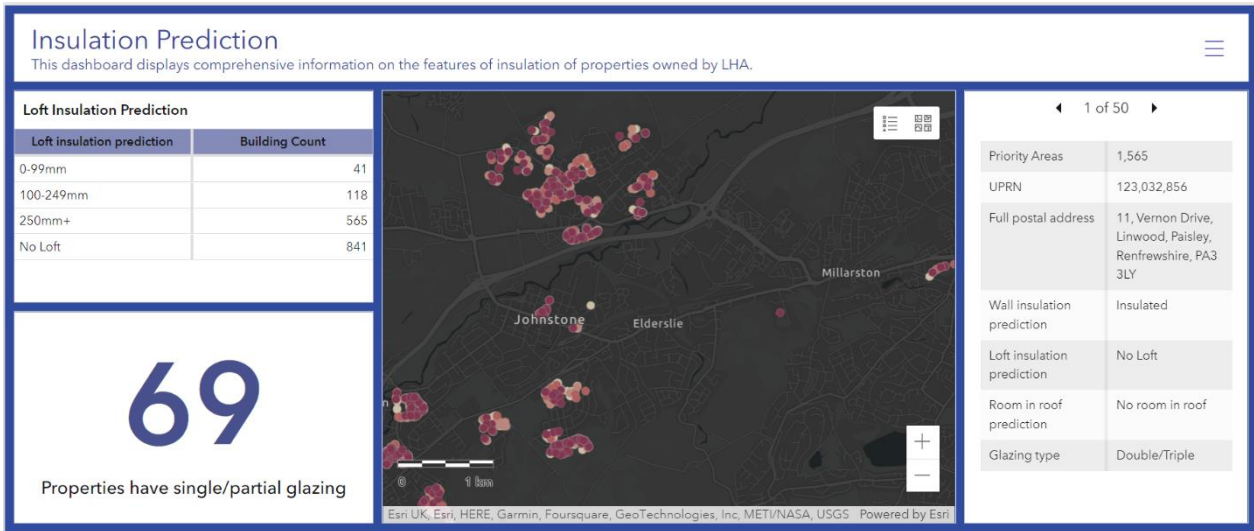 Insulation Prediction
This dashboard displays comprehensive information on the features of insulation of properties owned by LHA.
Loft Insulation Prediction
Loft insulation prediction Building Count
0-99mm 41
100-249mm 118
250mm+ 565
No Loft 841
69
Properties have single/partial glazing
Millarston
Johnstone
Elderslie
n
0 1 km
Esri UK, Esri, HERE, Garmin, Foursquare, GeoTechnologies, Inc, METI/NASA, USGS Powered by Esri
1 of 50
Priority Areas 1,565
UPRN 123,032,856
Full postal address 11, Vernon Drive,
Linwood, Paisley,
Renfrewshire, PA3
3LY
Wall insulation Insulated
prediction
Loft insulation No Loft
prediction
Room in roof No room in roof
prediction
Glazing type Double/Triple